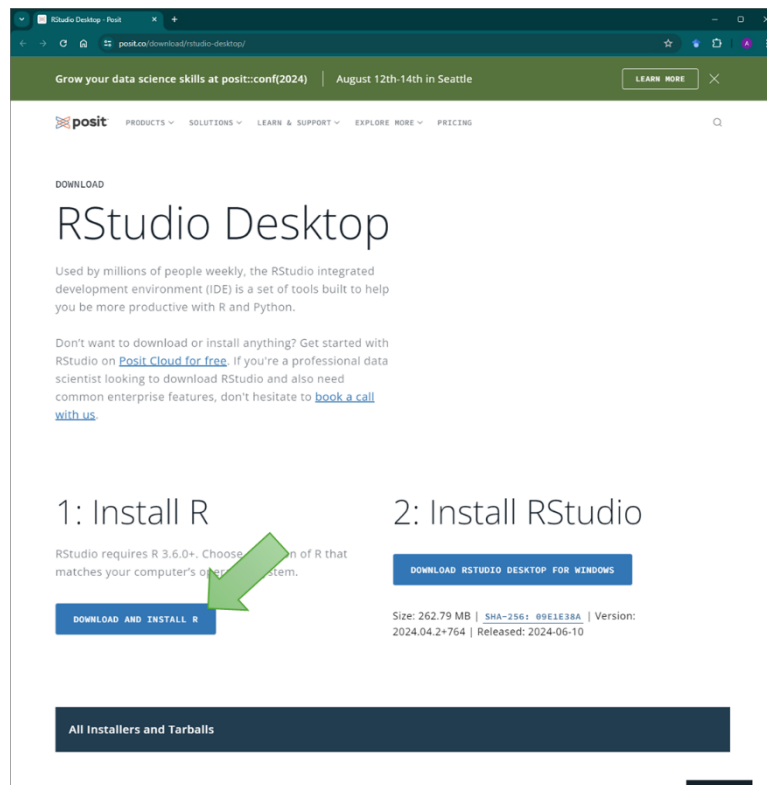 RStudio Desktop - Posit
posit.co/download/rstudio-desktop/
Grow your data science skills at posit::conf(2024) | August 12th-14th in Seattle
LEARN MORE
posit PRODUCTS SOLUTIONS LEARN & SUPPORT EXPLORE MORE PRICING
DOWNLOAD
RStudio Desktop
Used by millions of people weekly, the RStudio integrated
development environment (IDE) is a set of tools built to help
you be more productive with R and Python.
Don't want to download or install anything? Get started with
RStudio on Posit Cloud for free. If you're a professional data
scientist looking to download RStudio and also need
common enterprise features, don't hesitate to book a call
with us.
1: Install R
RStudio requires R 3.6.0+. Choose n of R that
matches your computer's stem.
DOWNLOAD AND INSTALL R
2: Install RStudio
DOWNLOAD RSTUDIO DESKTOP FOR WINDOWS
Size: 262.79 MB | SHA-256: 09E1E38A | Version:
2024.04.2+764 | Released: 2024-06-10
All Installers and Tarballs